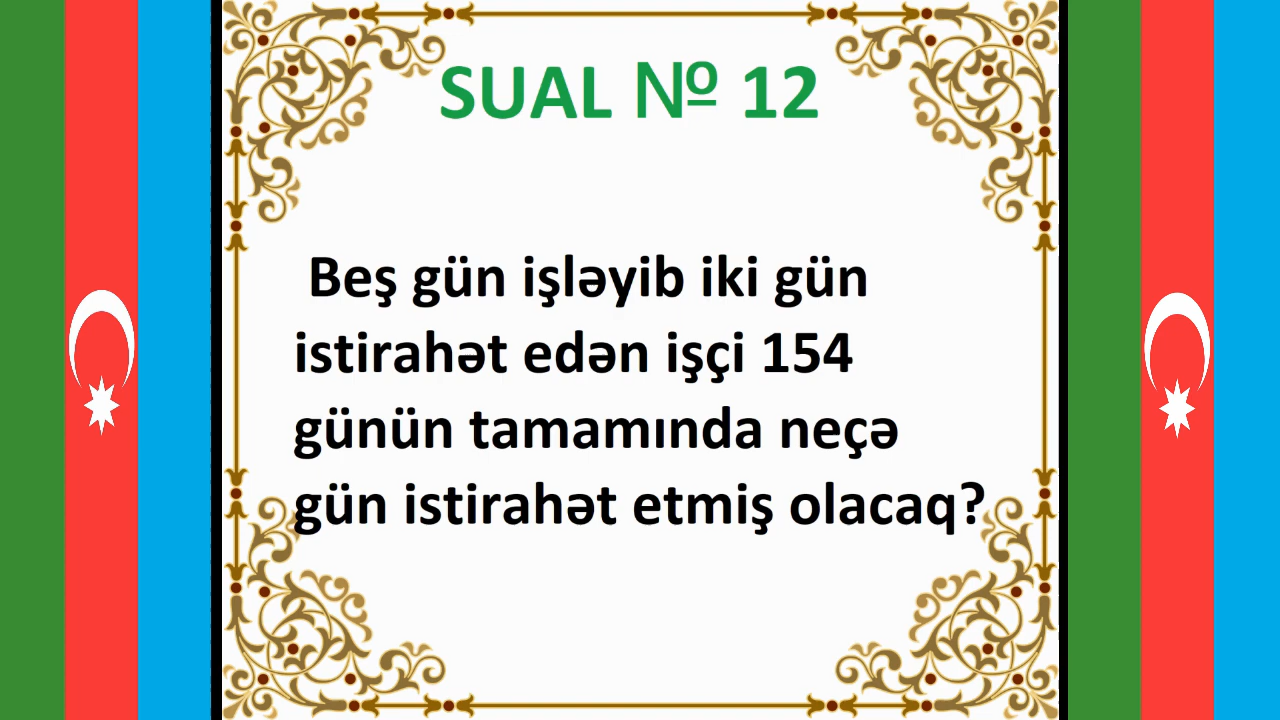 SUAL № 12
Beş gün işləyib iki gün
istirahət edən işçi 154
günün tamamında neçə
gün istirahət etmiş olacaq?